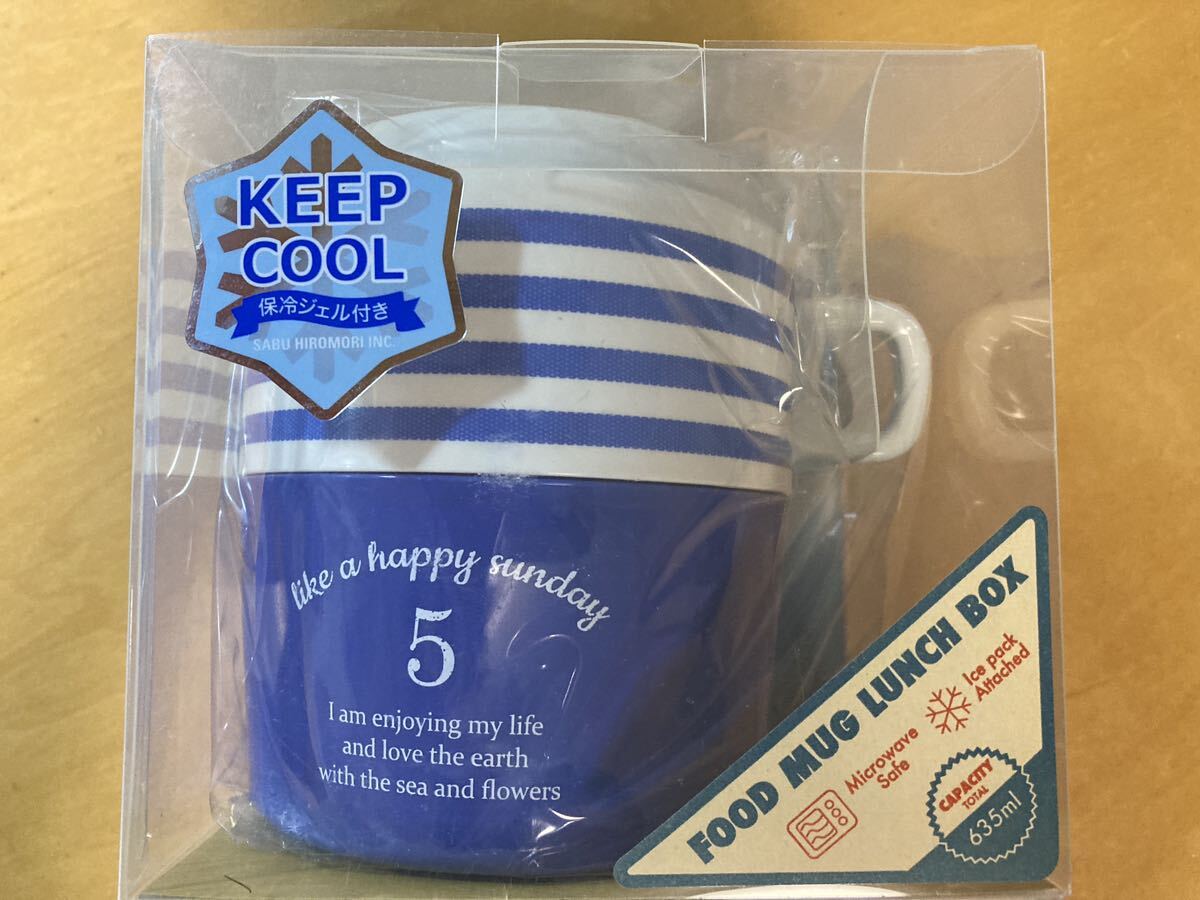 KEEP
COOL
保冷ジェル付き
SABU HIROMORI INC.
like a happy sunday
5
I am enjoying my life
and love the earth
with the sea and flowers
FOOD MUG LUNCH BOX
Ice pack
Attached
Microwave
Safe
CAPACITY
TOTAL
635ml